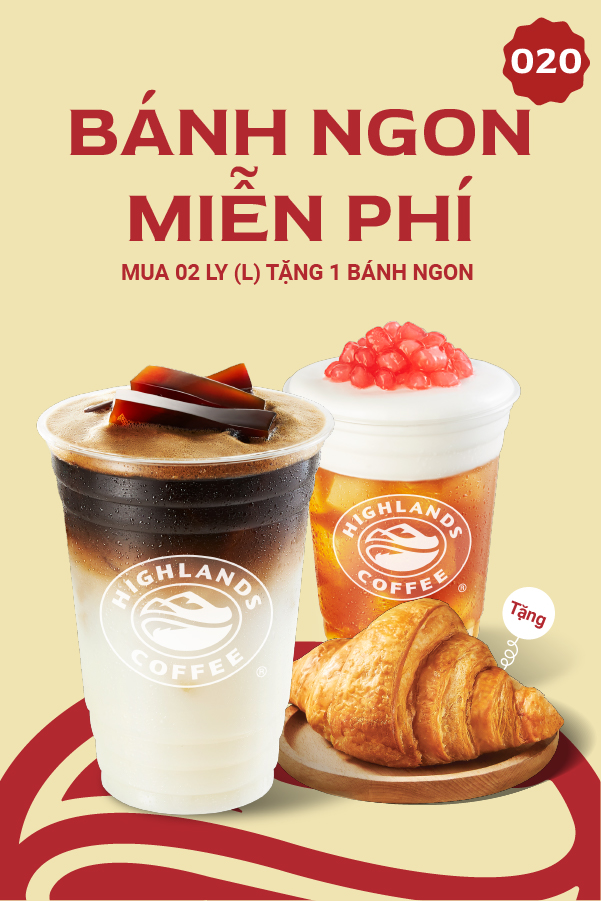 020
BÁNH NGON
MIỄN PHÍ
MUA 02 LY (L) TẶNG 1 BÁNH NGON
HIGHLANDS
COFFEE
®
HIGHLANDS
COFFEE
®
Tặng